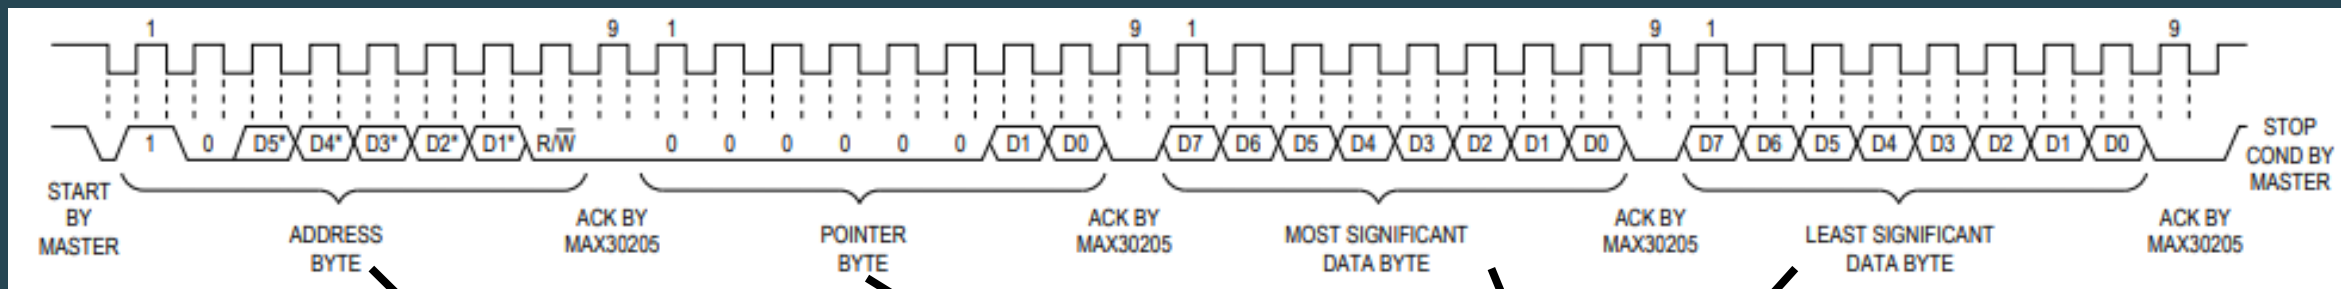 1 9 1 9 1 9 1 9
1 0 D5* D4* D3* D2* D1* R/W̅ 0 0 0 0 0 0 D1 D0 D7 D6 D5 D4 D3 D2 D1 D0 D7 D6 D5 D4 D3 D2 D1 D0
START
BY
MASTER
ADDRESS
BYTE
ACK BY
MAX30205
POINTER
BYTE
ACK BY
MAX30205
MOST SIGNIFICANT
DATA BYTE
ACK BY
MAX30205
LEAST SIGNIFICANT
DATA BYTE
ACK BY
MAX30205
STOP
COND BY
MASTER